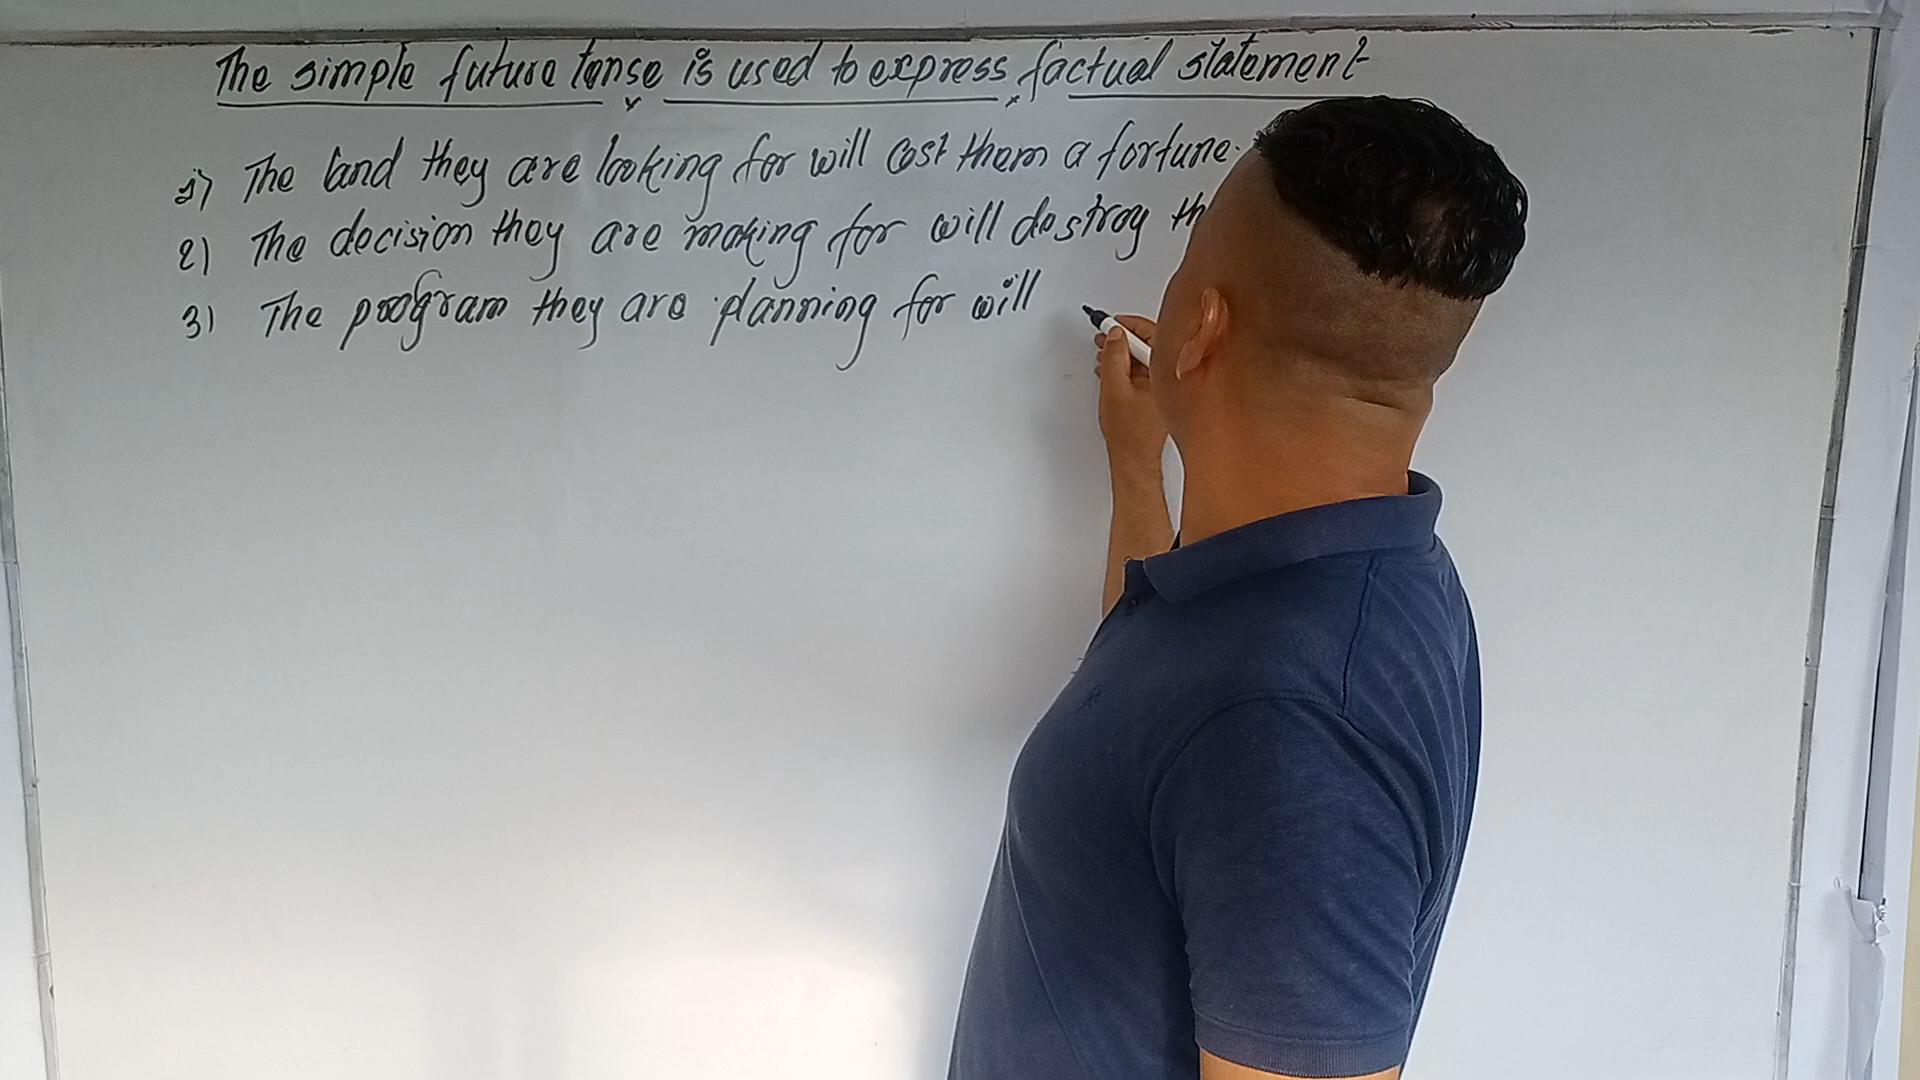 The simple future tense is used to express factual statement
1) The land they are looking for will cost them a fortune.
2) The decision they are making for will destroy th
3) The program they are planning for will